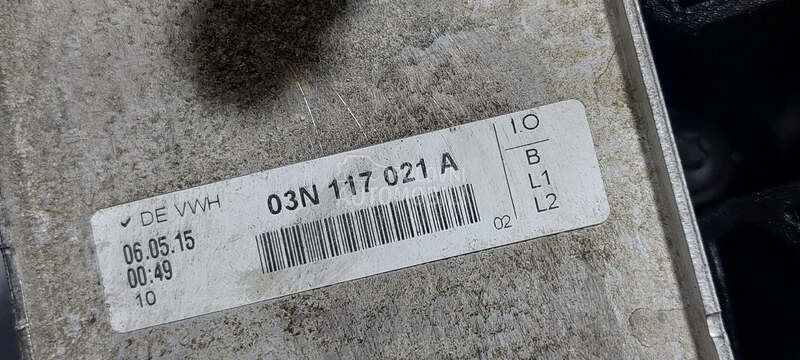 ✓ DE VWH
03N 117 021 A
06.05.15
00:49
10
I.O
B
L1
L2
02